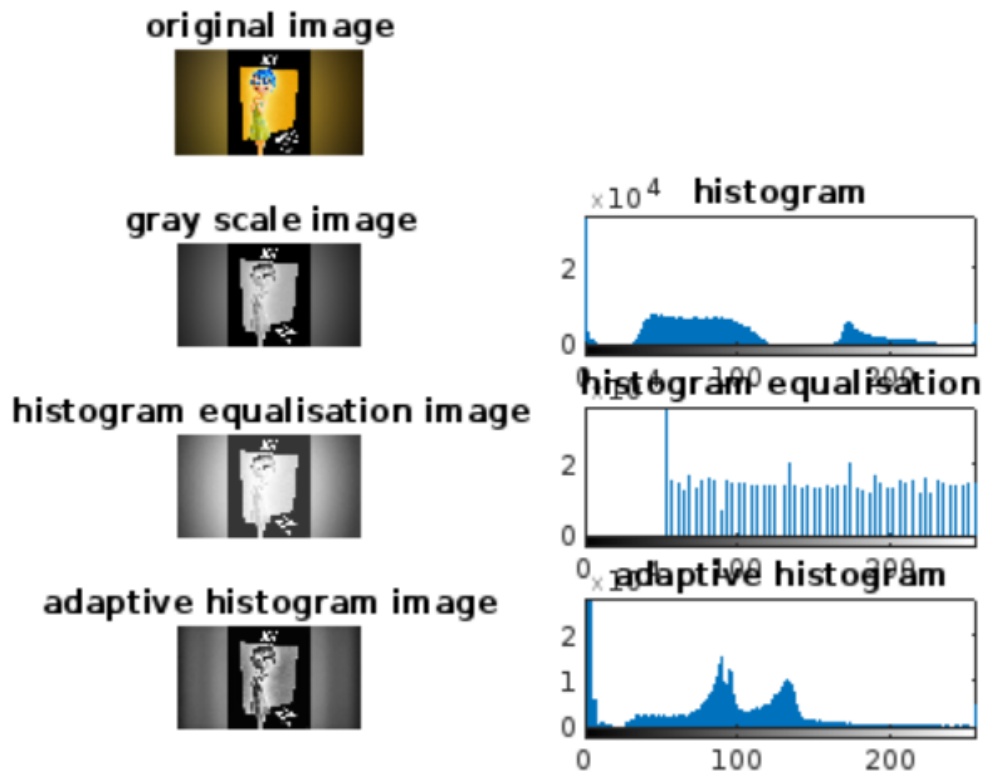 original image
gray scale image
×10^4 histogram
2
0
0 100 200
histogram equalisation image
histogram equalisation
2
0
0 100 200
adaptive histogram image
adaptive histogram
2
1
0
0 100 200